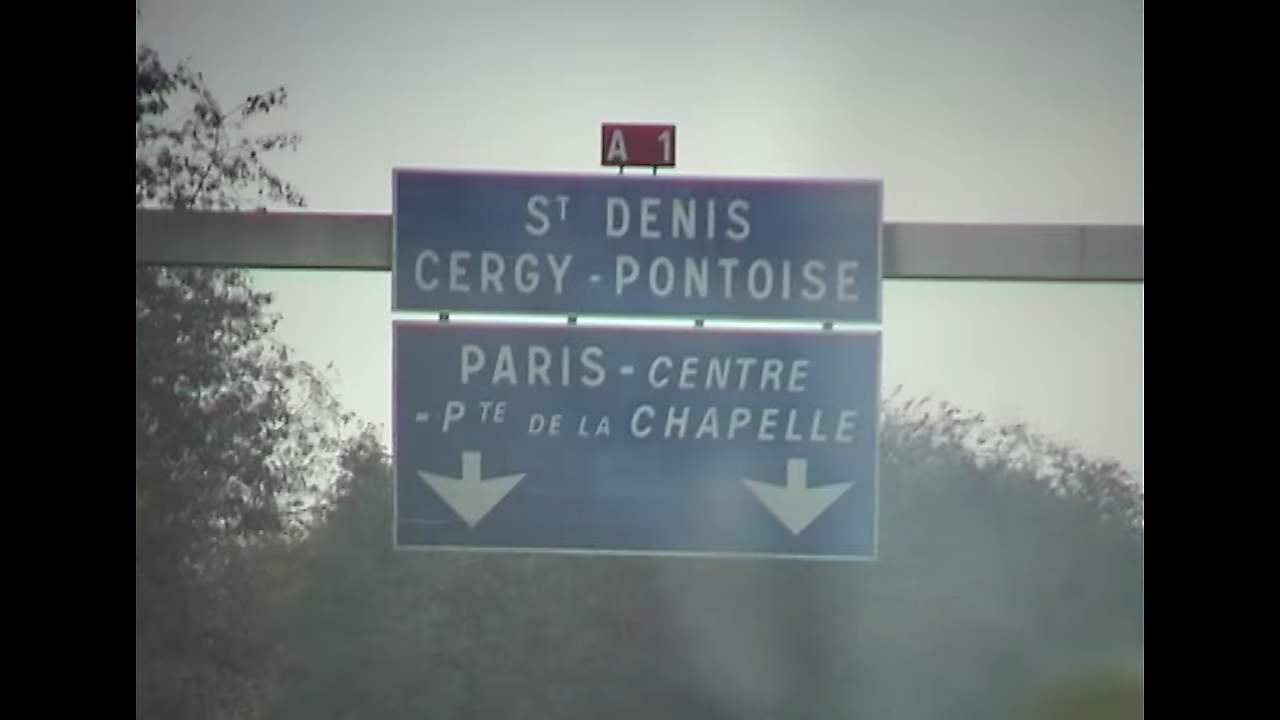 A 1
ST DENIS
CERGY - PONTOISE
PARIS - CENTRE
- PTE DE LA CHAPELLE